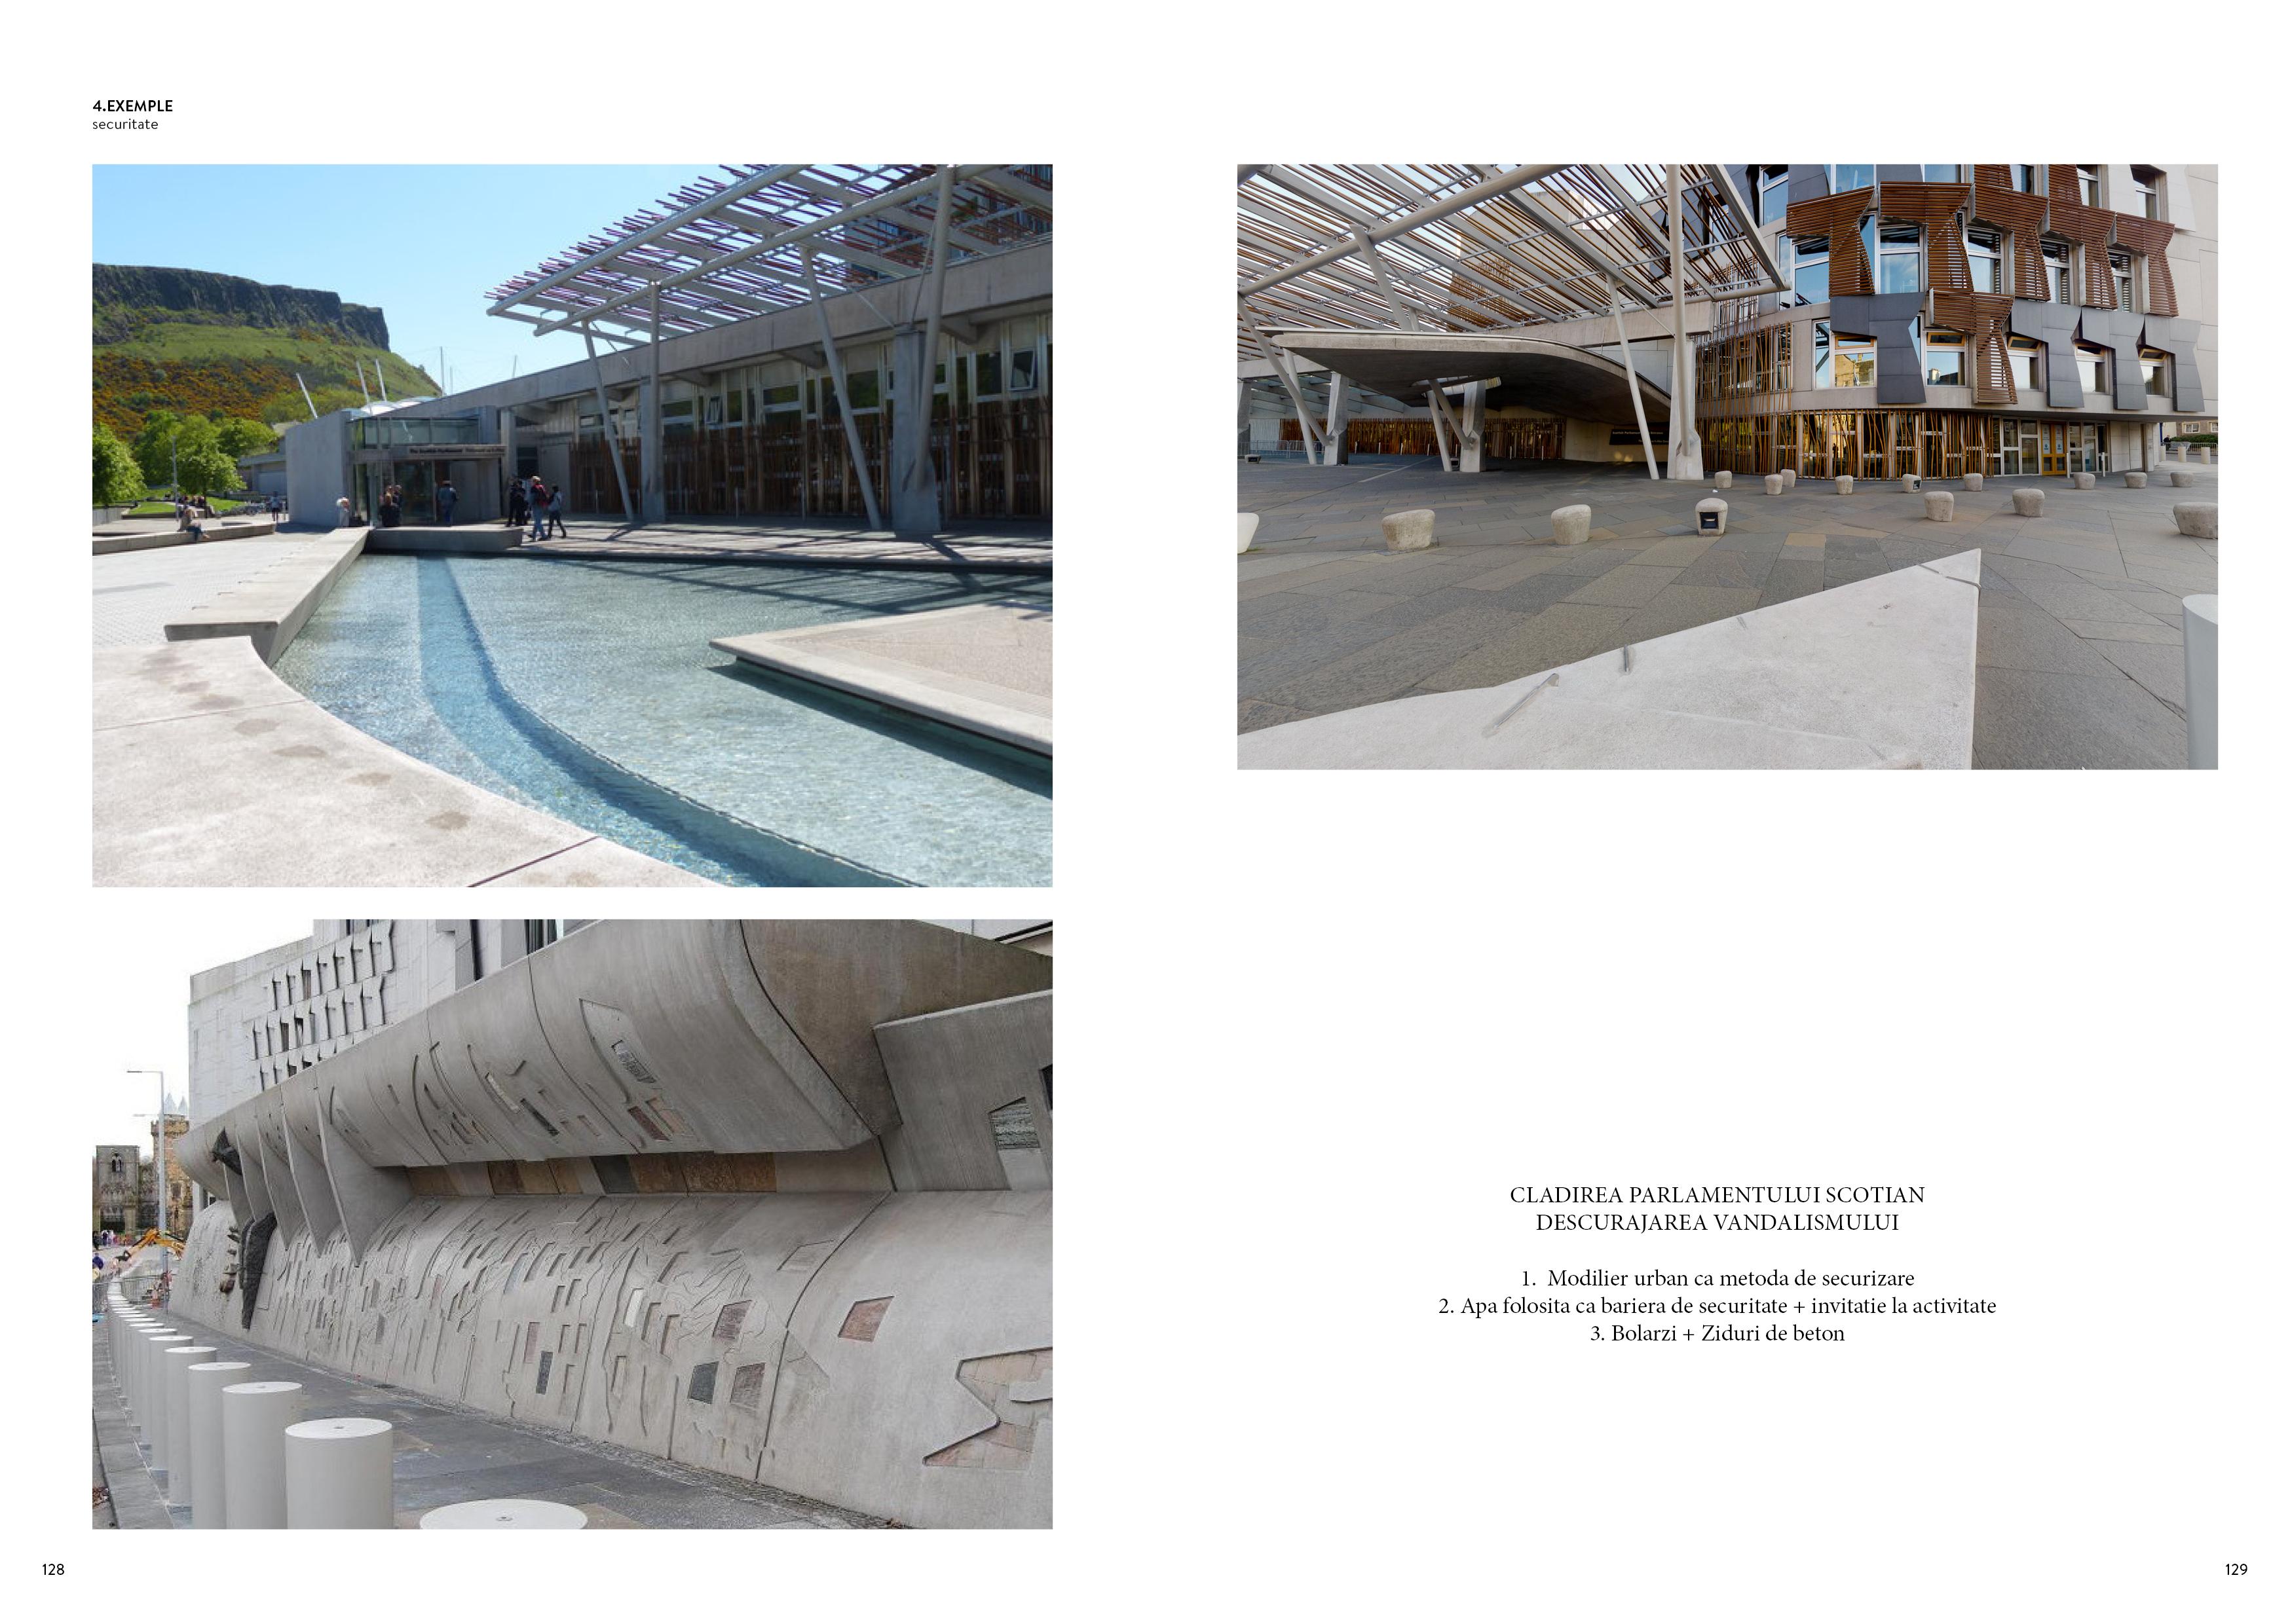 4.EXEMPLE
securitate
CLADIREA PARLAMENTULUI SCOTIAN
DESCURAJAREA VANDALISMULUI
1. Modilier urban ca metoda de securizare
2. Apa folosita ca bariera de securitate + invitatie la activitate
3. Bolarzi + Ziduri de beton
128
129